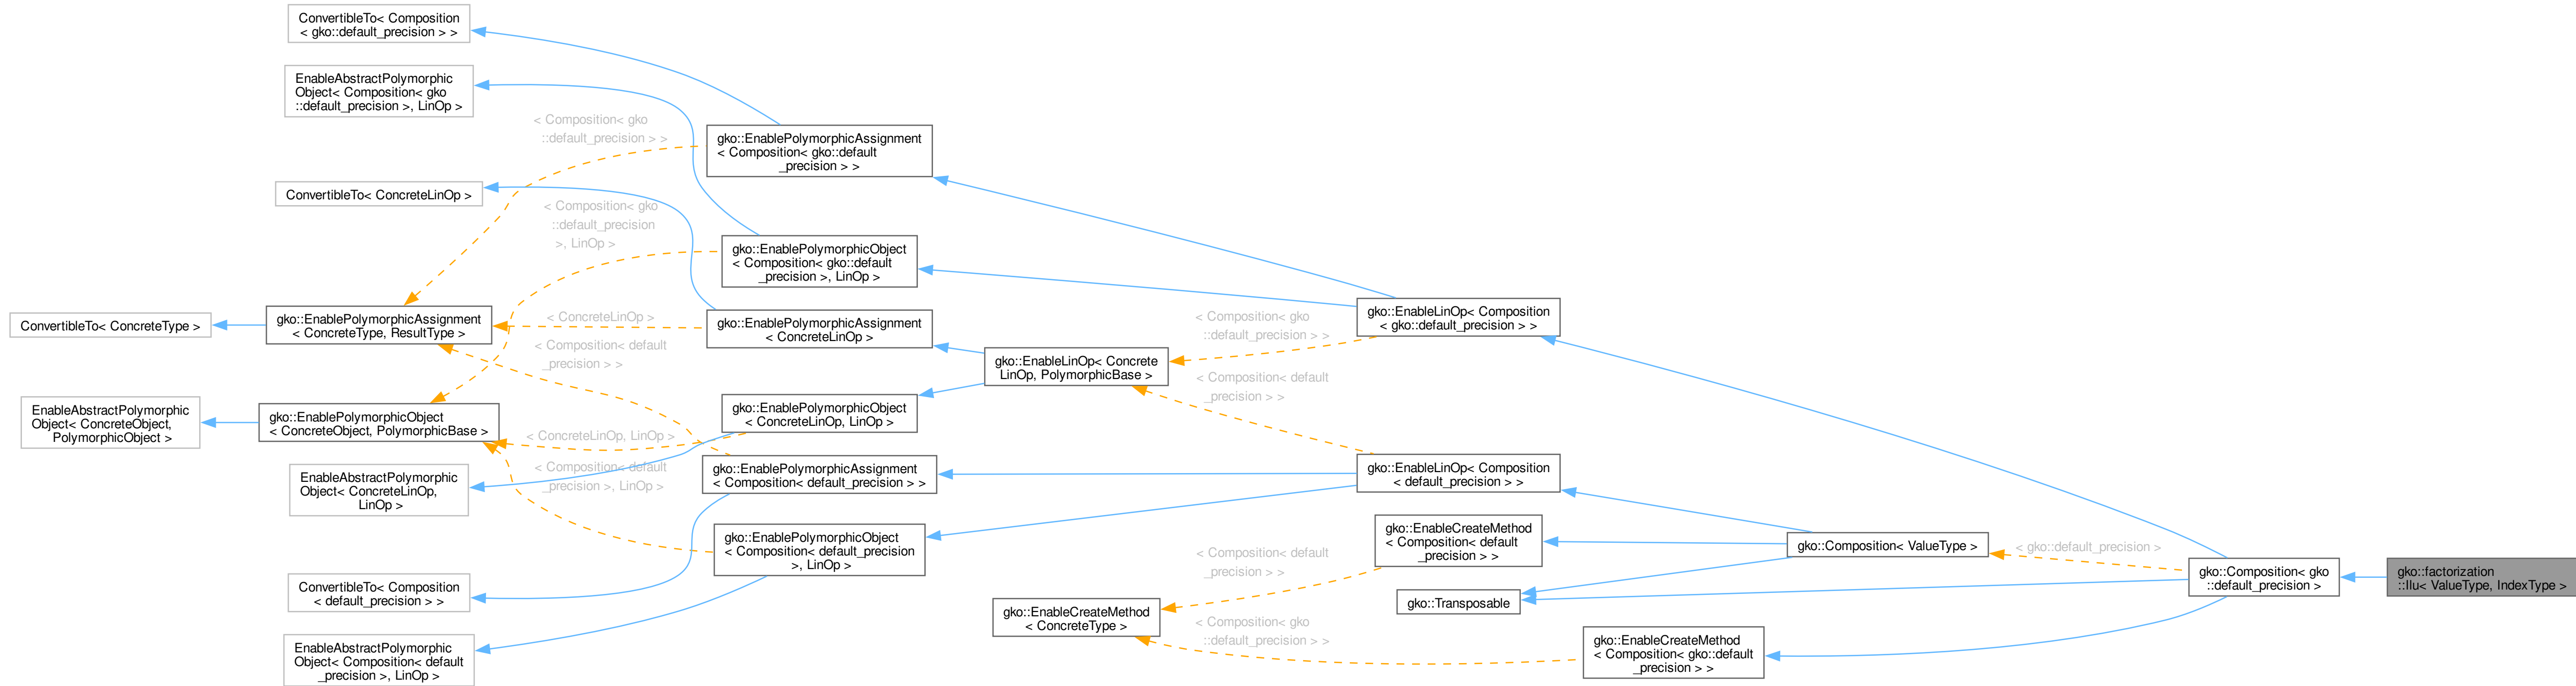 ConvertibleTo< Composition
< gko::default_precision > >
EnableAbstractPolymorphic
Object< Composition< gko
::default_precision >, LinOp >
ConvertibleTo< ConcreteLinOp >
ConvertibleTo< ConcreteType >
gko::EnablePolymorphicAssignment
< ConcreteType, ResultType >
EnableAbstractPolymorphic
Object< ConcreteObject,
PolymorphicObject >
gko::EnablePolymorphicObject
< ConcreteObject, PolymorphicBase >
EnableAbstractPolymorphic
Object< ConcreteLinOp,
LinOp >
ConvertibleTo< Composition
< default_precision > >
EnableAbstractPolymorphic
Object< Composition< default
_precision >, LinOp >
< Composition< gko
::default_precision > >
< Composition< gko
::default_precision
>, LinOp >
< ConcreteLinOp >
< Composition< default
_precision > >
< ConcreteLinOp, LinOp >
< Composition< default
_precision >, LinOp >
gko::EnablePolymorphicAssignment
< Composition< gko::default
_precision > >
gko::EnablePolymorphicObject
< Composition< gko::default
_precision >, LinOp >
gko::EnablePolymorphicAssignment
< ConcreteLinOp >
gko::EnablePolymorphicObject
< ConcreteLinOp, LinOp >
gko::EnablePolymorphicAssignment
< Composition< default_precision > >
gko::EnablePolymorphicObject
< Composition< default_precision
>, LinOp >
gko::EnableLinOp< Concrete
LinOp, PolymorphicBase >
gko::EnableCreateMethod
< ConcreteType >
< Composition< gko
::default_precision > >
< Composition< default
_precision > >
< Composition< default
_precision > >
< Composition< gko
::default_precision > >
gko::EnableLinOp< Composition
< gko::default_precision > >
gko::EnableLinOp< Composition
< default_precision > >
gko::EnableCreateMethod
< Composition< default
_precision > >
gko::Transposable
gko::EnableCreateMethod
< Composition< gko::default
_precision > >
gko::Composition< ValueType >
< gko::default_precision >
gko::Composition< gko
::default_precision >
gko::factorization
::Ilu< ValueType, IndexType >